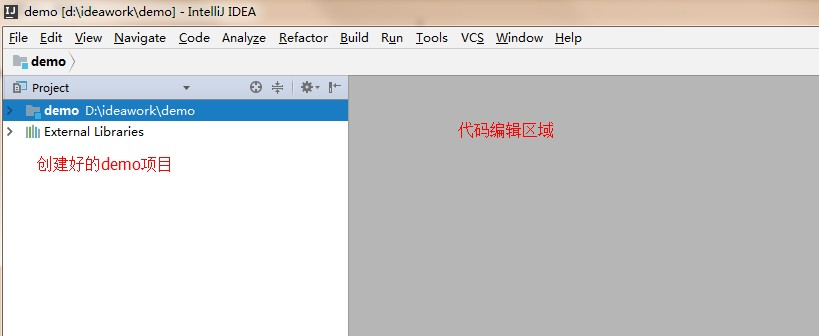 demo [d:\ideawork\demo] - IntelliJ IDEA
File Edit View Navigate Code Analyze Refactor Build Run Tools VCS Window Help
demo
Project
demo D:\ideawork\demo
External Libraries
代码编辑区域
创建好的demo项目